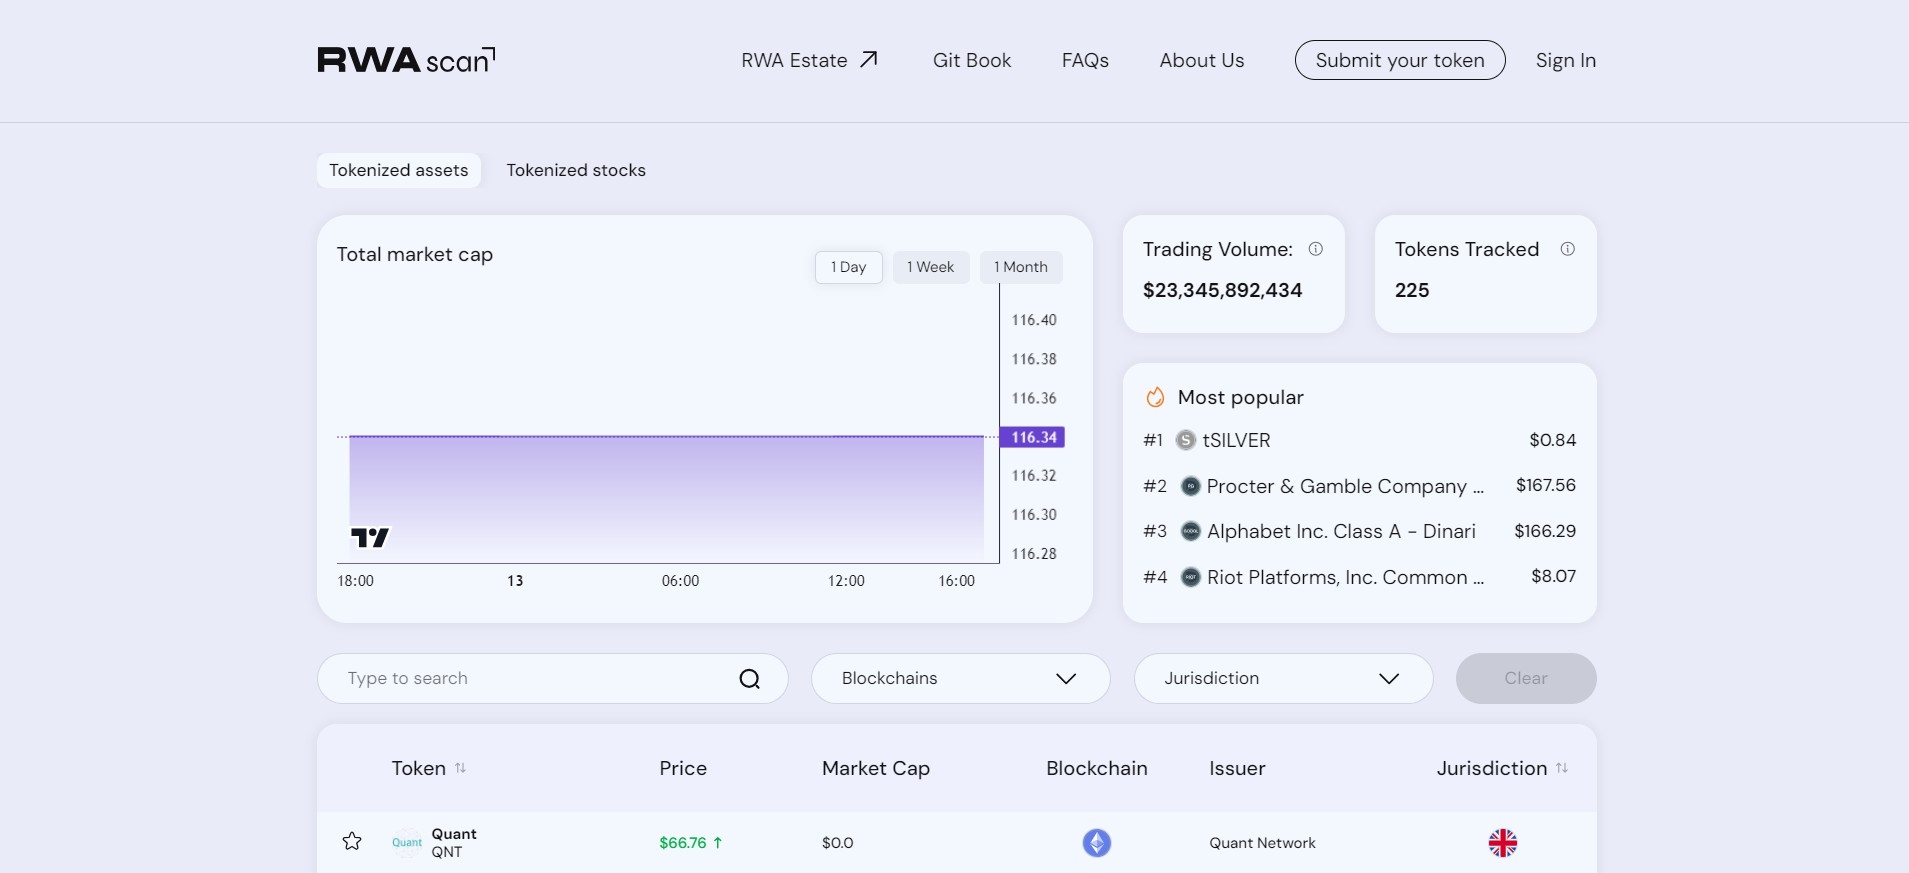 RWA scan
RWA Estate
Git Book
FAQs
About Us
Submit your token
Sign In
Tokenized assets
Tokenized stocks
Total market cap
1 Day
1 Week
1 Month
116.40
116.38
116.36
116.34
116.32
116.30
116.28
18:00
13
06:00
12:00
16:00
Trading Volume:
$23,345,892,434
Tokens Tracked
225
Most popular
#1 S tSILVER $0.84
#2 PG Procter & Gamble Company ... $167.56
#3 GOOGL Alphabet Inc. Class A - Dinari $166.29
#4 RIOT Riot Platforms, Inc. Common ... $8.07
Type to search
Blockchains
Jurisdiction
Clear
Token Price Market Cap Blockchain Issuer Jurisdiction
Quant
Quant
QNT
$66.76
$0.0
Quant Network